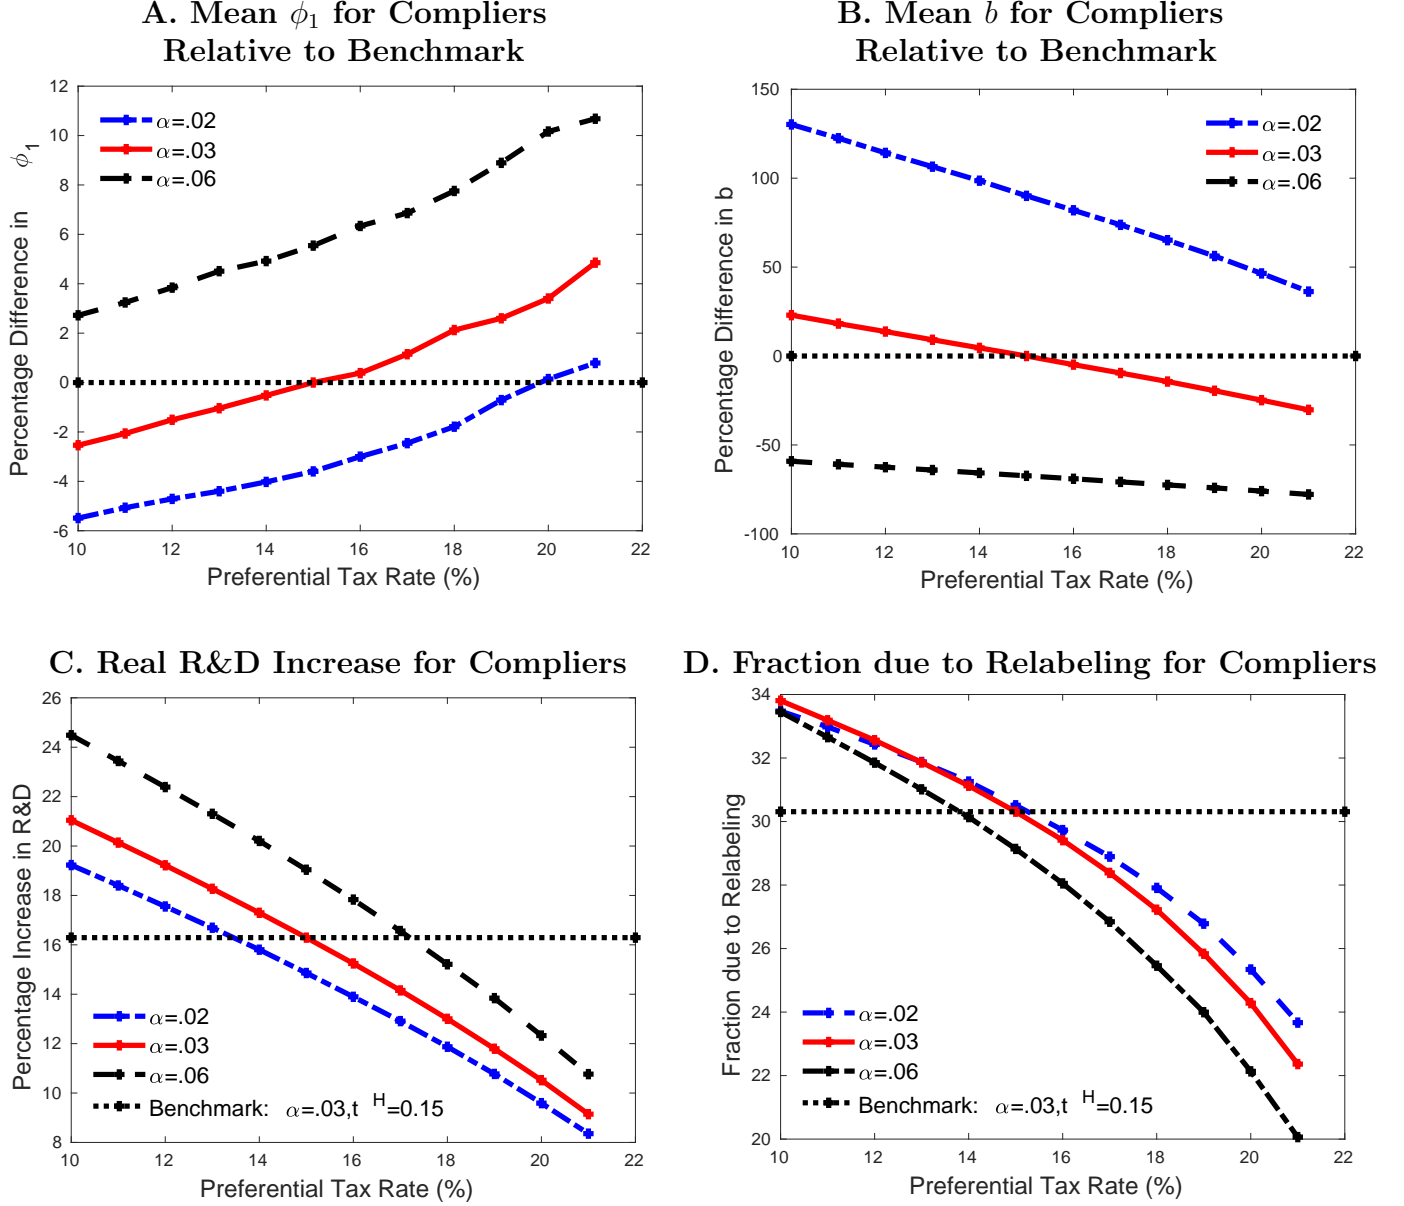 A. Mean ϕ₁ for Compliers
Relative to Benchmark
Percentage Difference in ϕ₁
12
10
8
6
4
2
0
-2
-4
-6
α=.02
α=.03
α=.06
10 12 14 16 18 20 22
Preferential Tax Rate (%)
B. Mean b for Compliers
Relative to Benchmark
Percentage Difference in b
150
100
50
0
-50
-100
α=.02
α=.03
α=.06
10 12 14 16 18 20 22
Preferential Tax Rate (%)
C. Real R&D Increase for Compliers
Percentage Increase in R&D
26
24
22
20
18
16
14
12
10
8
α=.02
α=.03
α=.06
Benchmark: α=.03,t H=0.15
10 12 14 16 18 20 22
Preferential Tax Rate (%)
D. Fraction due to Relabeling for Compliers
Fraction due to Relabeling
34
32
30
28
26
24
22
20
α=.02
α=.03
α=.06
Benchmark: α=.03,t H=0.15
10 12 14 16 18 20 22
Preferential Tax Rate (%)